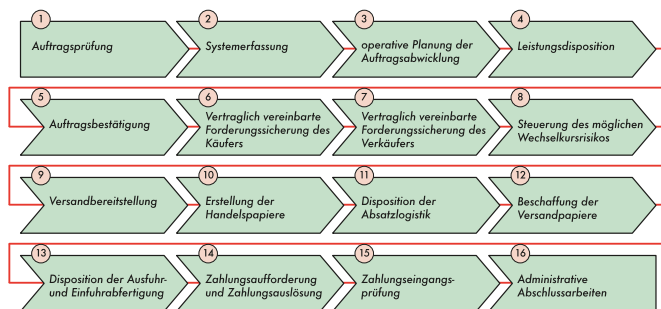 1
Auftragsprüfung
2
Systemerfassung
3
operative Planung der
Auftragsabwicklung
4
Leistungsdisposition
5
Auftragsbestätigung
6
Vertraglich vereinbarte
Forderungssicherung des
Käufers
7
Vertraglich vereinbarte
Forderungssicherung des
Verkäufers
8
Steuerung des möglichen
Wechselkursrisikos
9
Versandbereitstellung
10
Erstellung der
Handelspapiere
11
Disposition der
Absatzlogistik
12
Beschaffung der
Versandpapiere
13
Disposition der Ausfuhr-
und Einfuhrabfertigung
14
Zahlungsaufforderung
und Zahlungsauslösung
15
Zahlungseingangs-
prüfung
16
Administrative
Abschlussarbeiten